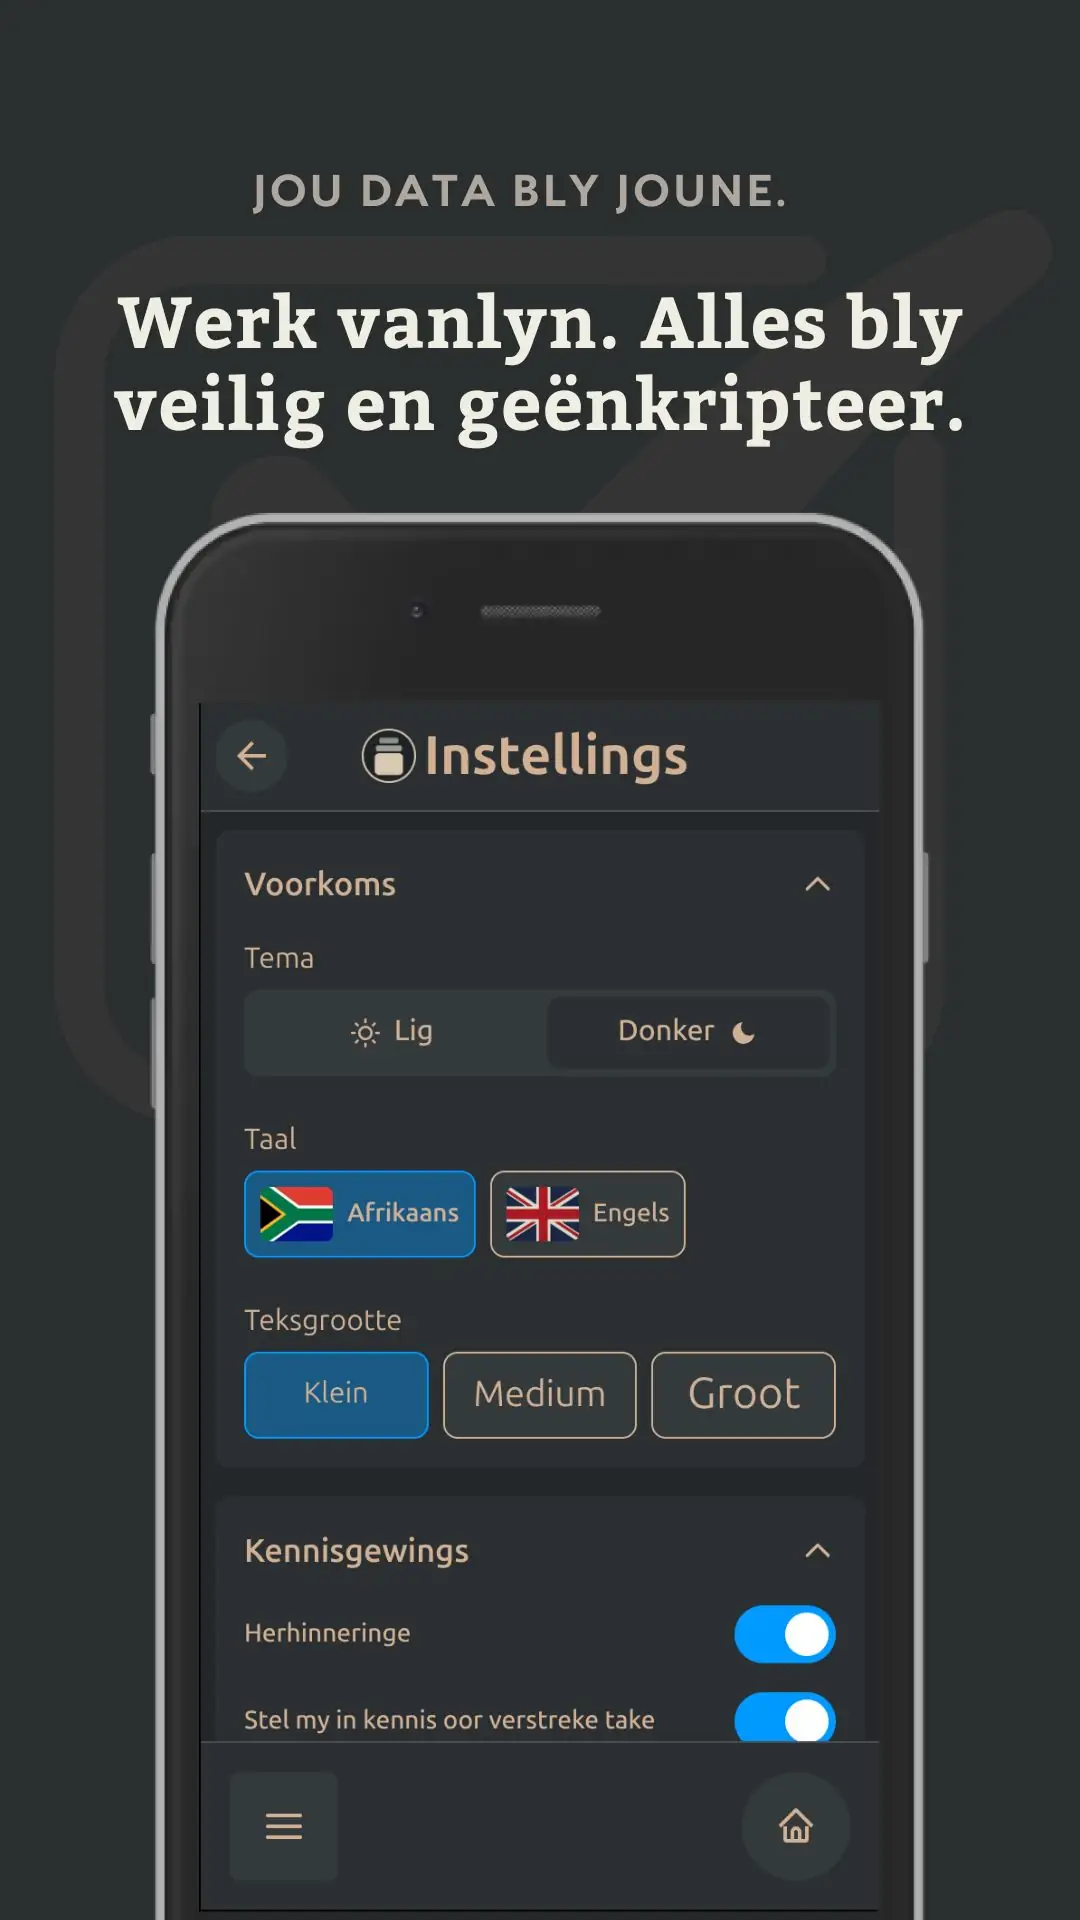 JOU DATA BLY JOUNE.
Werk vanlyn. Alles bly
veilig en geënkripteer.
Instellings
Voorkoms
Tema
Lig
Donker
Taal
Afrikaans
Engels
Teksgrootte
Klein
Medium
Groot
Kennisgewings
Herhinneringe
Stel my in kennis oor verstreke take